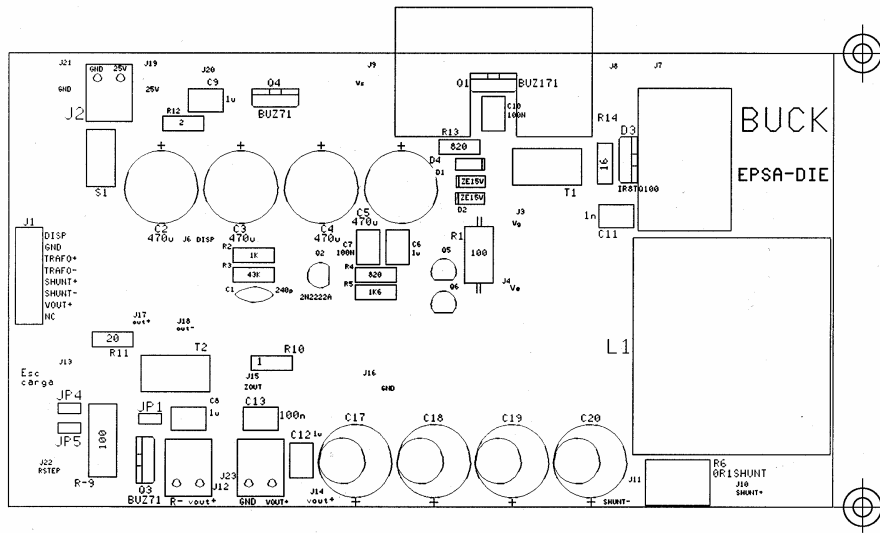 J21
GND 25V
J19
J20
C9
1u
Q4
BUZ71
J9
Vs
Q1
BUZ171
C10
100N
J8
J7
GND
J2
25V
R12
2
R13
820
R14
16
D3
IR8TQ100
BUCK
EPSA-DIE
S1
D4
D1
ZE15V
ZE15V
D2
T1
1n
C11
J1
DISP
GND
TRAFO+
TRAFO-
SHUNT+
SHUNT-
VOUT+
NC
C2
470u
J6 DISP
C3
470u
C4
470u
C5
470u
C7
100N
C6
1u
R1
100
J3
Vg
R2
1K
R3
43K
C1
240p
Q2
2N2222A
R4
820
R5
1K6
Q5
Q6
J4
Ve
J17
out+
J18
out-
20
R11
T2
1
R10
J15
ZOUT
J16
GND
L1
J13
Esc
carga
JP4
JP5
100
R-9
JP1
C8
1u
C13
100n
C12 1u
C17
C18
C19
C20
J22
RSTEP
Q3
BUZ71
R- vout+
J12
J23
GND VOUT+
J14
vout+
SHUNT-
J11
R6
0R1SHUNT
J10
SHUNT+